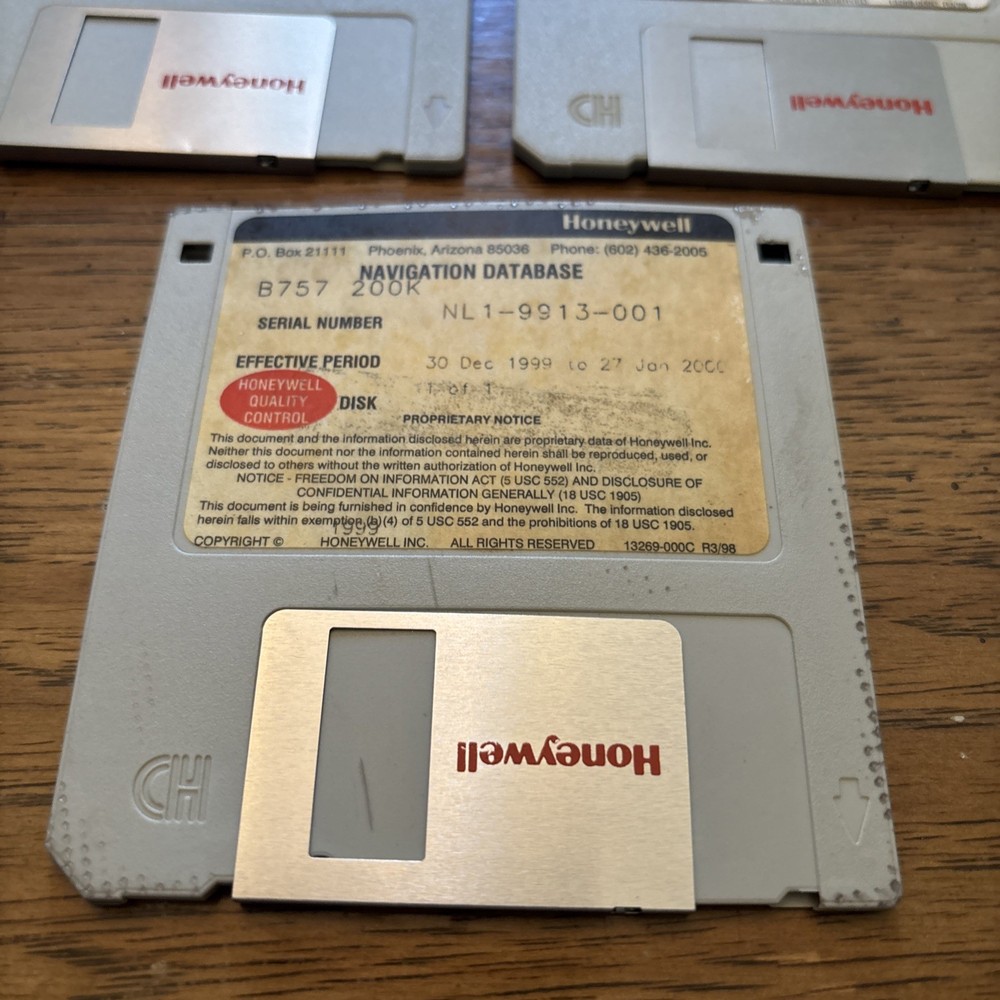 Honeywell
Honeywell
CH
Honeywell
P.O. Box 21111 Phoenix, Arizona 85036 Phone: (602) 436-2005
NAVIGATION DATABASE
B757 200K
SERIAL NUMBER NL1-9913-001
EFFECTIVE PERIOD 30 Dec 1999 to 27 Jan 2000
HONEYWELL
QUALITY
CONTROL
DISK 1 of 1
PROPRIETARY NOTICE
This document and the information disclosed herein are proprietary data of Honeywell Inc.
Neither this document nor the information contained herein shall be reproduced, used, or
disclosed to others without the written authorization of Honeywell Inc.
NOTICE - FREEDOM ON INFORMATION ACT (5 USC 552) AND DISCLOSURE OF
CONFIDENTIAL INFORMATION GENERALLY (18 USC 1905)
This document is being furnished in confidence by Honeywell Inc. The information disclosed
herein falls within exemption (b)(4) of 5 USC 552 and the prohibitions of 18 USC 1905.
COPYRIGHT © 1999 HONEYWELL INC. ALL RIGHTS RESERVED 13269-000C R3/98
Honeywell
CH